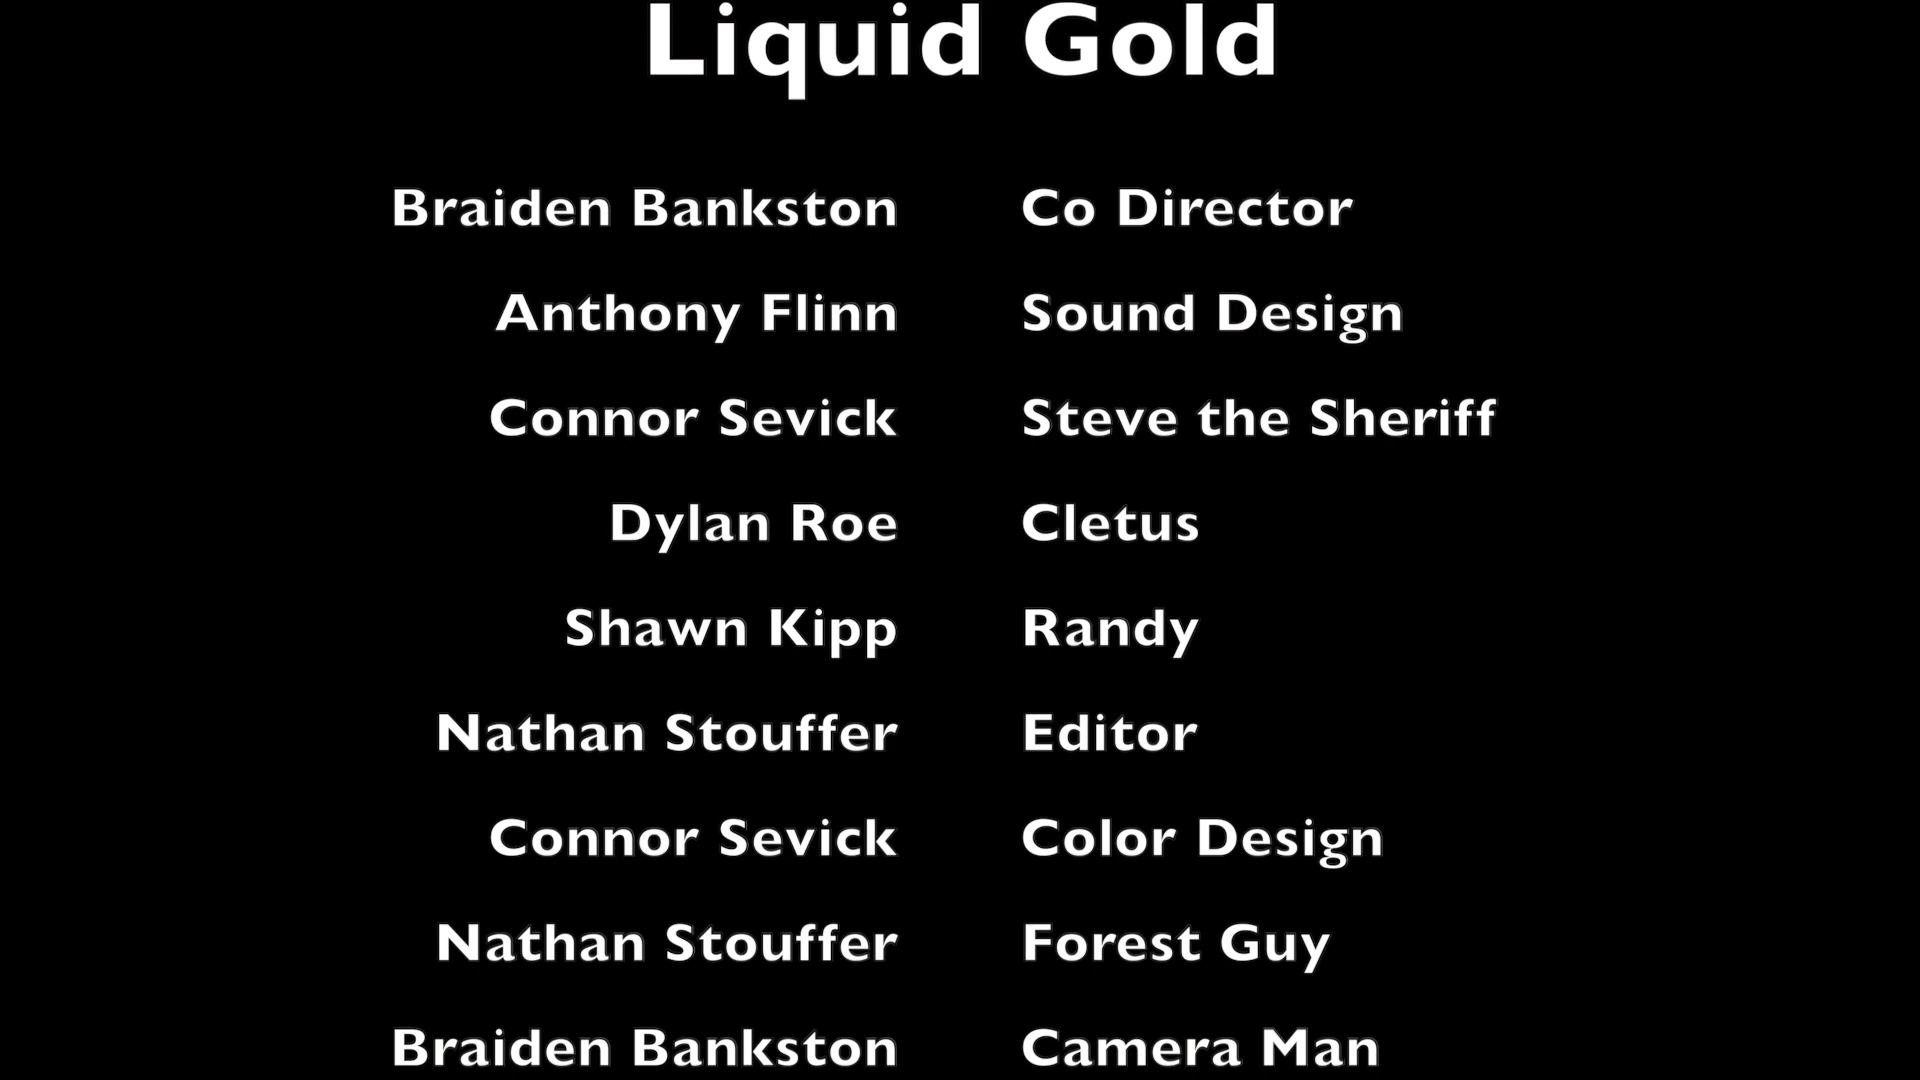 Liquid Gold
Braiden Bankston Co Director
Anthony Flinn Sound Design
Connor Sevick Steve the Sheriff
Dylan Roe Cletus
Shawn Kipp Randy
Nathan Stouffer Editor
Connor Sevick Color Design
Nathan Stouffer Forest Guy
Braiden Bankston Camera Man